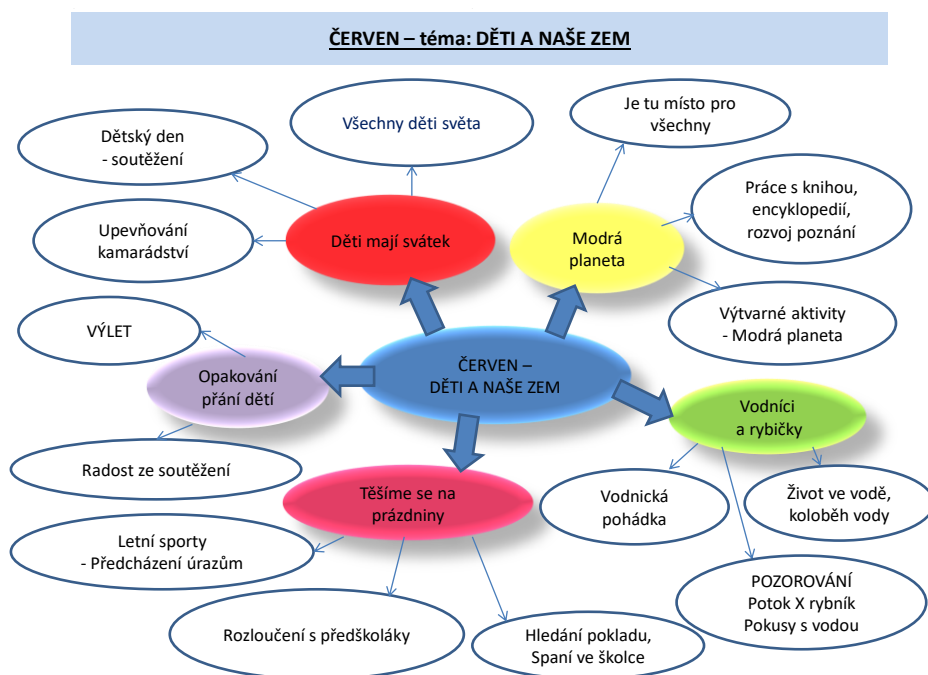 ČERVEN – téma: DĚTI A NAŠE ZEM
Dětský den
- soutěžení
Všechny děti světa
Je tu místo pro
všechny
Upevňování
kamarádství
Děti mají svátek
Modrá
planeta
Práce s knihou,
encyklopedií,
rozvoj poznání
Výtvarné aktivity
- Modrá planeta
VÝLET
Opakování
přání dětí
ČERVEN –
DĚTI A NAŠE ZEM
Vodníci
a rybičky
Radost ze soutěžení
Těšíme se na
prázdniny
Vodnická
pohádka
Život ve vodě,
koloběh vody
Letní sporty
- Předcházení úrazům
Rozloučení s předškoláky
Hledání pokladu,
Spaní ve školce
POZOROVÁNÍ
Potok X rybník
Pokusy s vodou